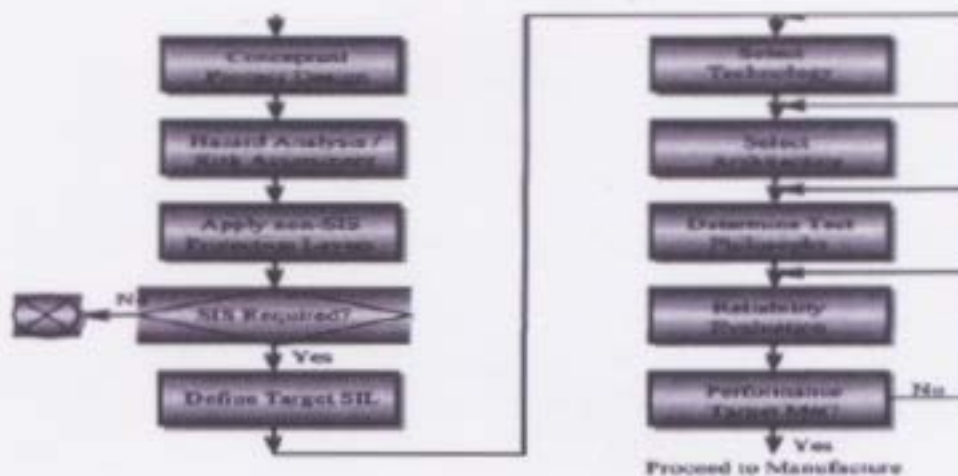 Conceptual
Process Design
Hazard Analysis /
Risk Assessment
Apply non-SIS
Protection Layers
SIS Required?
No
Yes
Define Target SIL
Select
Technology
Select
Architecture
Determine Test
Philosophy
Reliability
Evaluation
Performance
Target Met?
No
Yes
Proceed to Manufacture